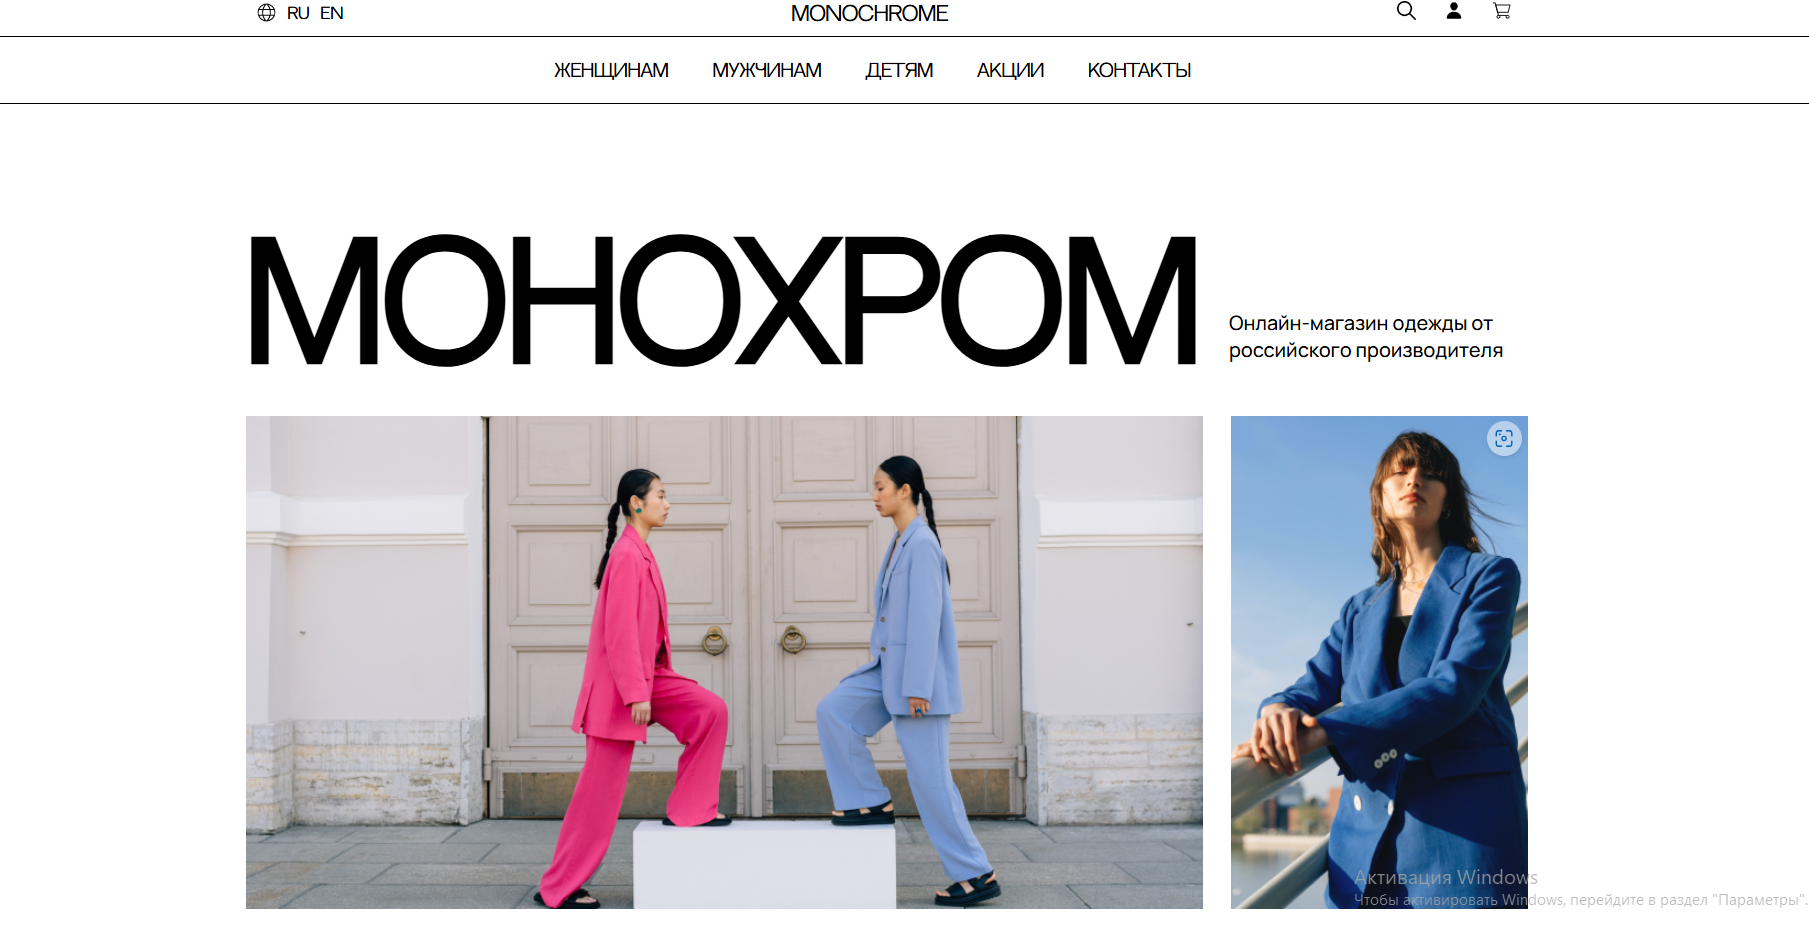 RU EN
MONOCHROME
ЖЕНЩИНАМ МУЖЧИНАМ ДЕТЯМ АКЦИИ КОНТАКТЫ
МОНОХРОМ
Онлайн-магазин одежды от
российского производителя
Активация Windows
Чтобы активировать Windows, перейдите в раздел "Параметры".